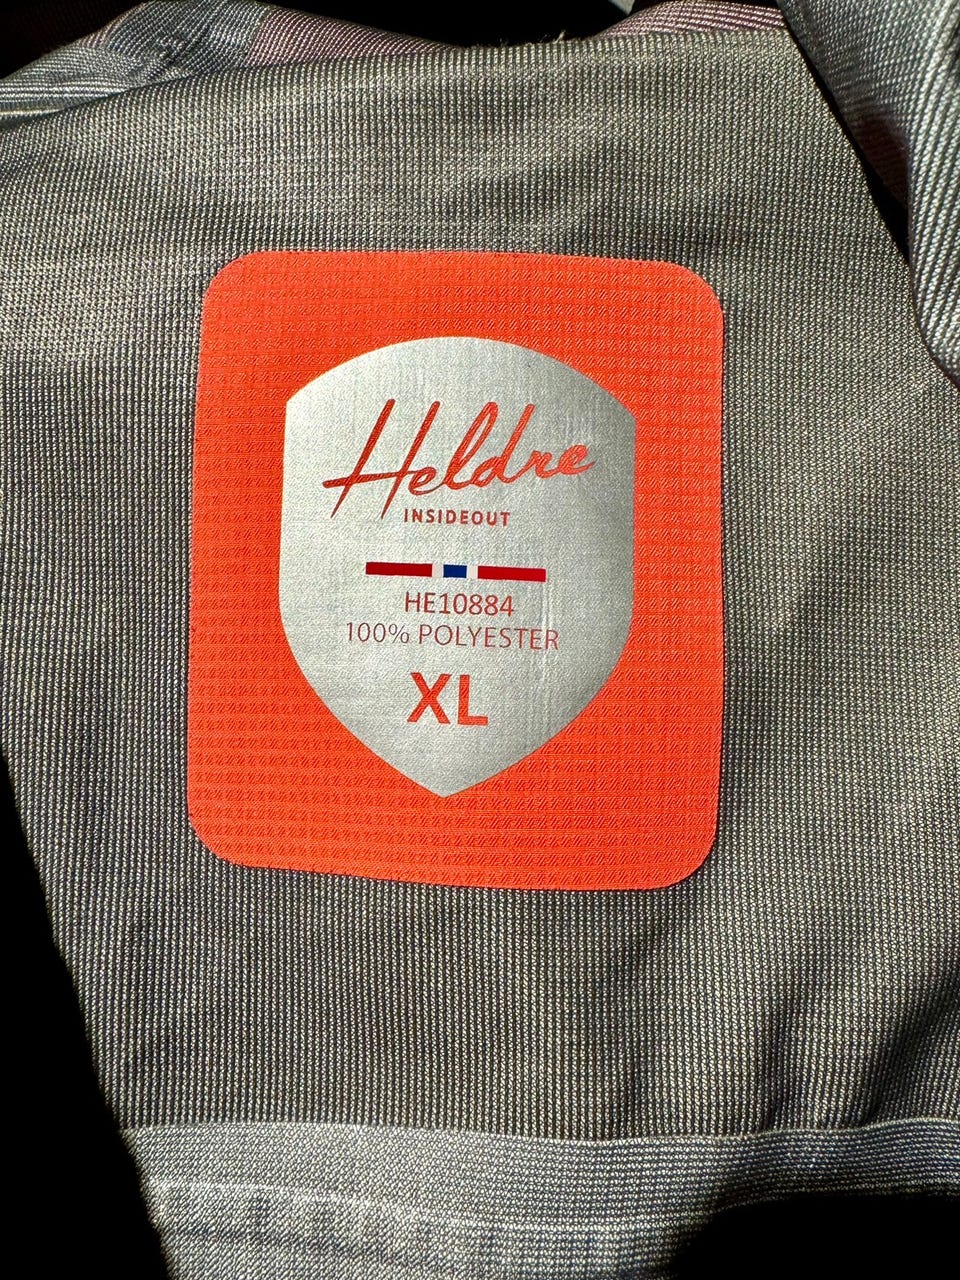 Heldre
INSIDEOUT
HE10884
100% POLYESTER
XL